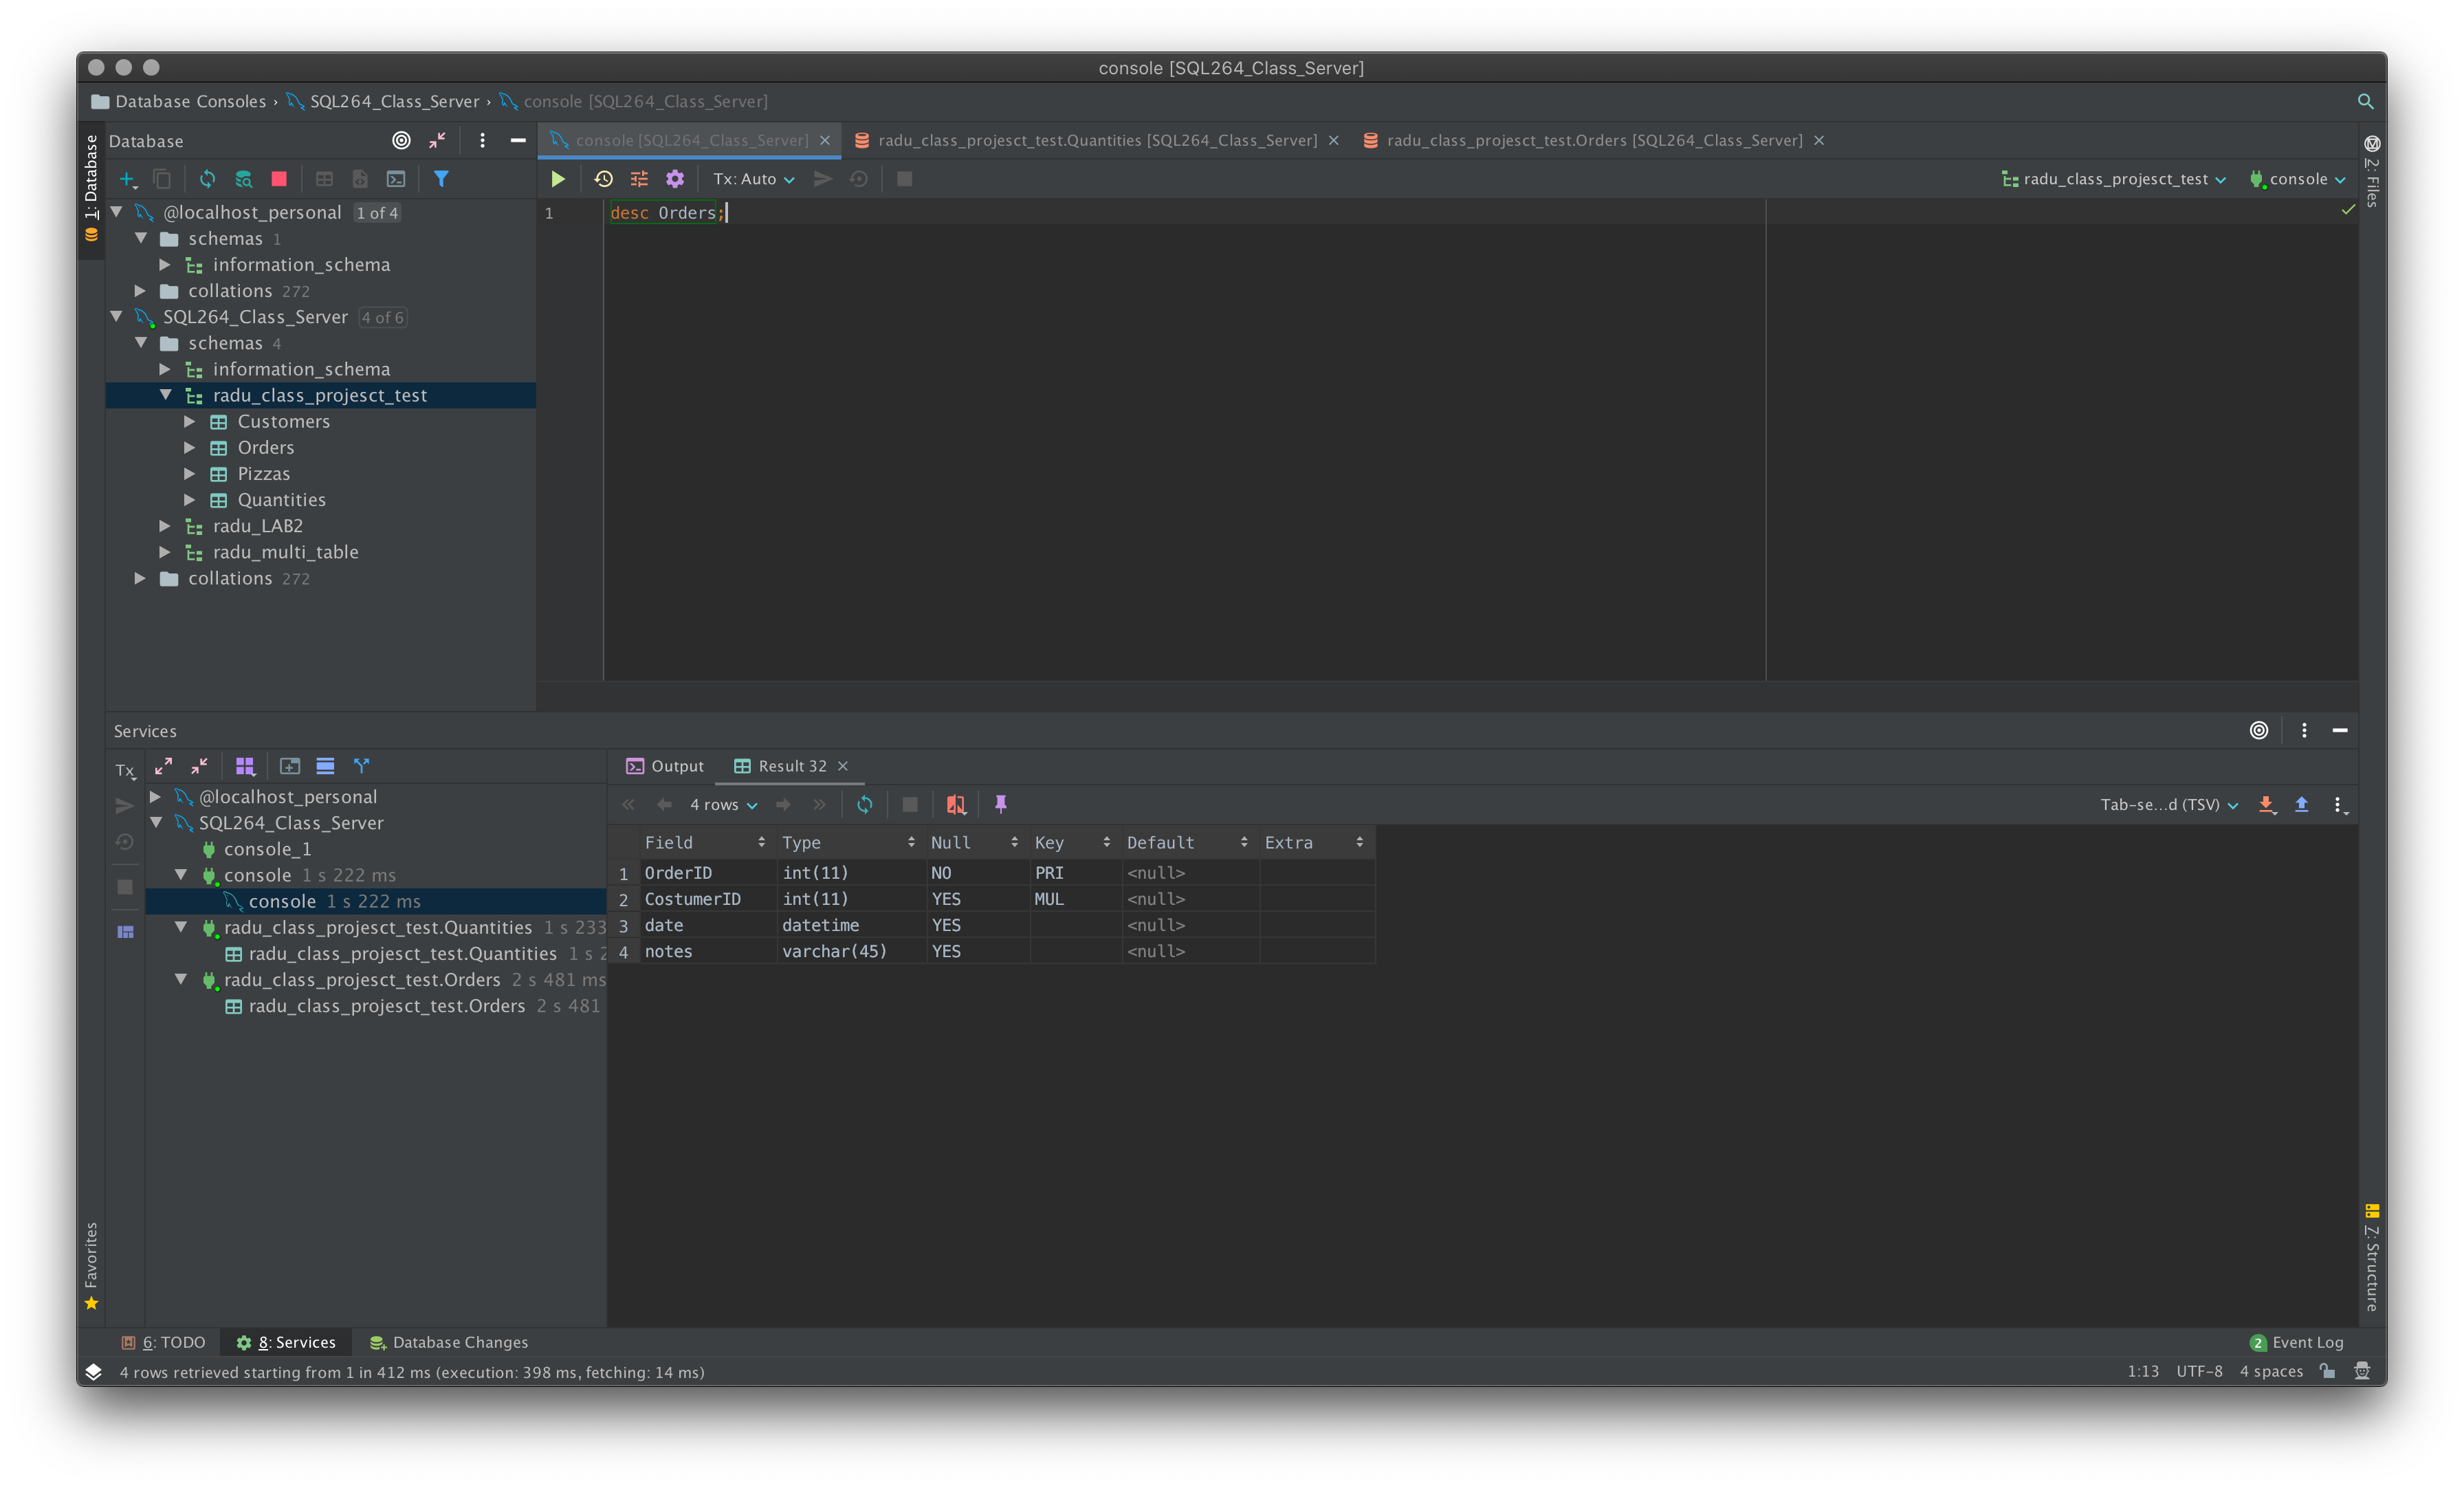 console [SQL264_Class_Server]
Database Consoles › SQL264_Class_Server › console [SQL264_Class_Server]
1: Database
Database
console [SQL264_Class_Server]
radu_class_projesct_test.Quantities [SQL264_Class_Server]
radu_class_projesct_test.Orders [SQL264_Class_Server]
2: Files
Tx: Auto
radu_class_projesct_test
console
@localhost_personal 1 of 4
schemas 1
information_schema
collations 272
SQL264_Class_Server 4 of 6
schemas 4
information_schema
radu_class_projesct_test
Customers
Orders
Pizzas
Quantities
radu_LAB2
radu_multi_table
collations 272
1 desc Orders;
Services
Tx
@localhost_personal
SQL264_Class_Server
console_1
console 1 s 222 ms
console 1 s 222 ms
radu_class_projesct_test.Quantities 1 s 233
radu_class_projesct_test.Quantities 1 s 2
radu_class_projesct_test.Orders 2 s 481 ms
radu_class_projesct_test.Orders 2 s 481
Output Result 32
4 rows
Tab-se...d (TSV)
Field Type Null Key Default Extra
1 OrderID int(11) NO PRI <null>
2 CostumerID int(11) YES MUL <null>
3 date datetime YES <null>
4 notes varchar(45) YES <null>
Favorites
7: Structure
6: TODO 8: Services Database Changes
2 Event Log
4 rows retrieved starting from 1 in 412 ms (execution: 398 ms, fetching: 14 ms)
1:13 UTF-8 4 spaces